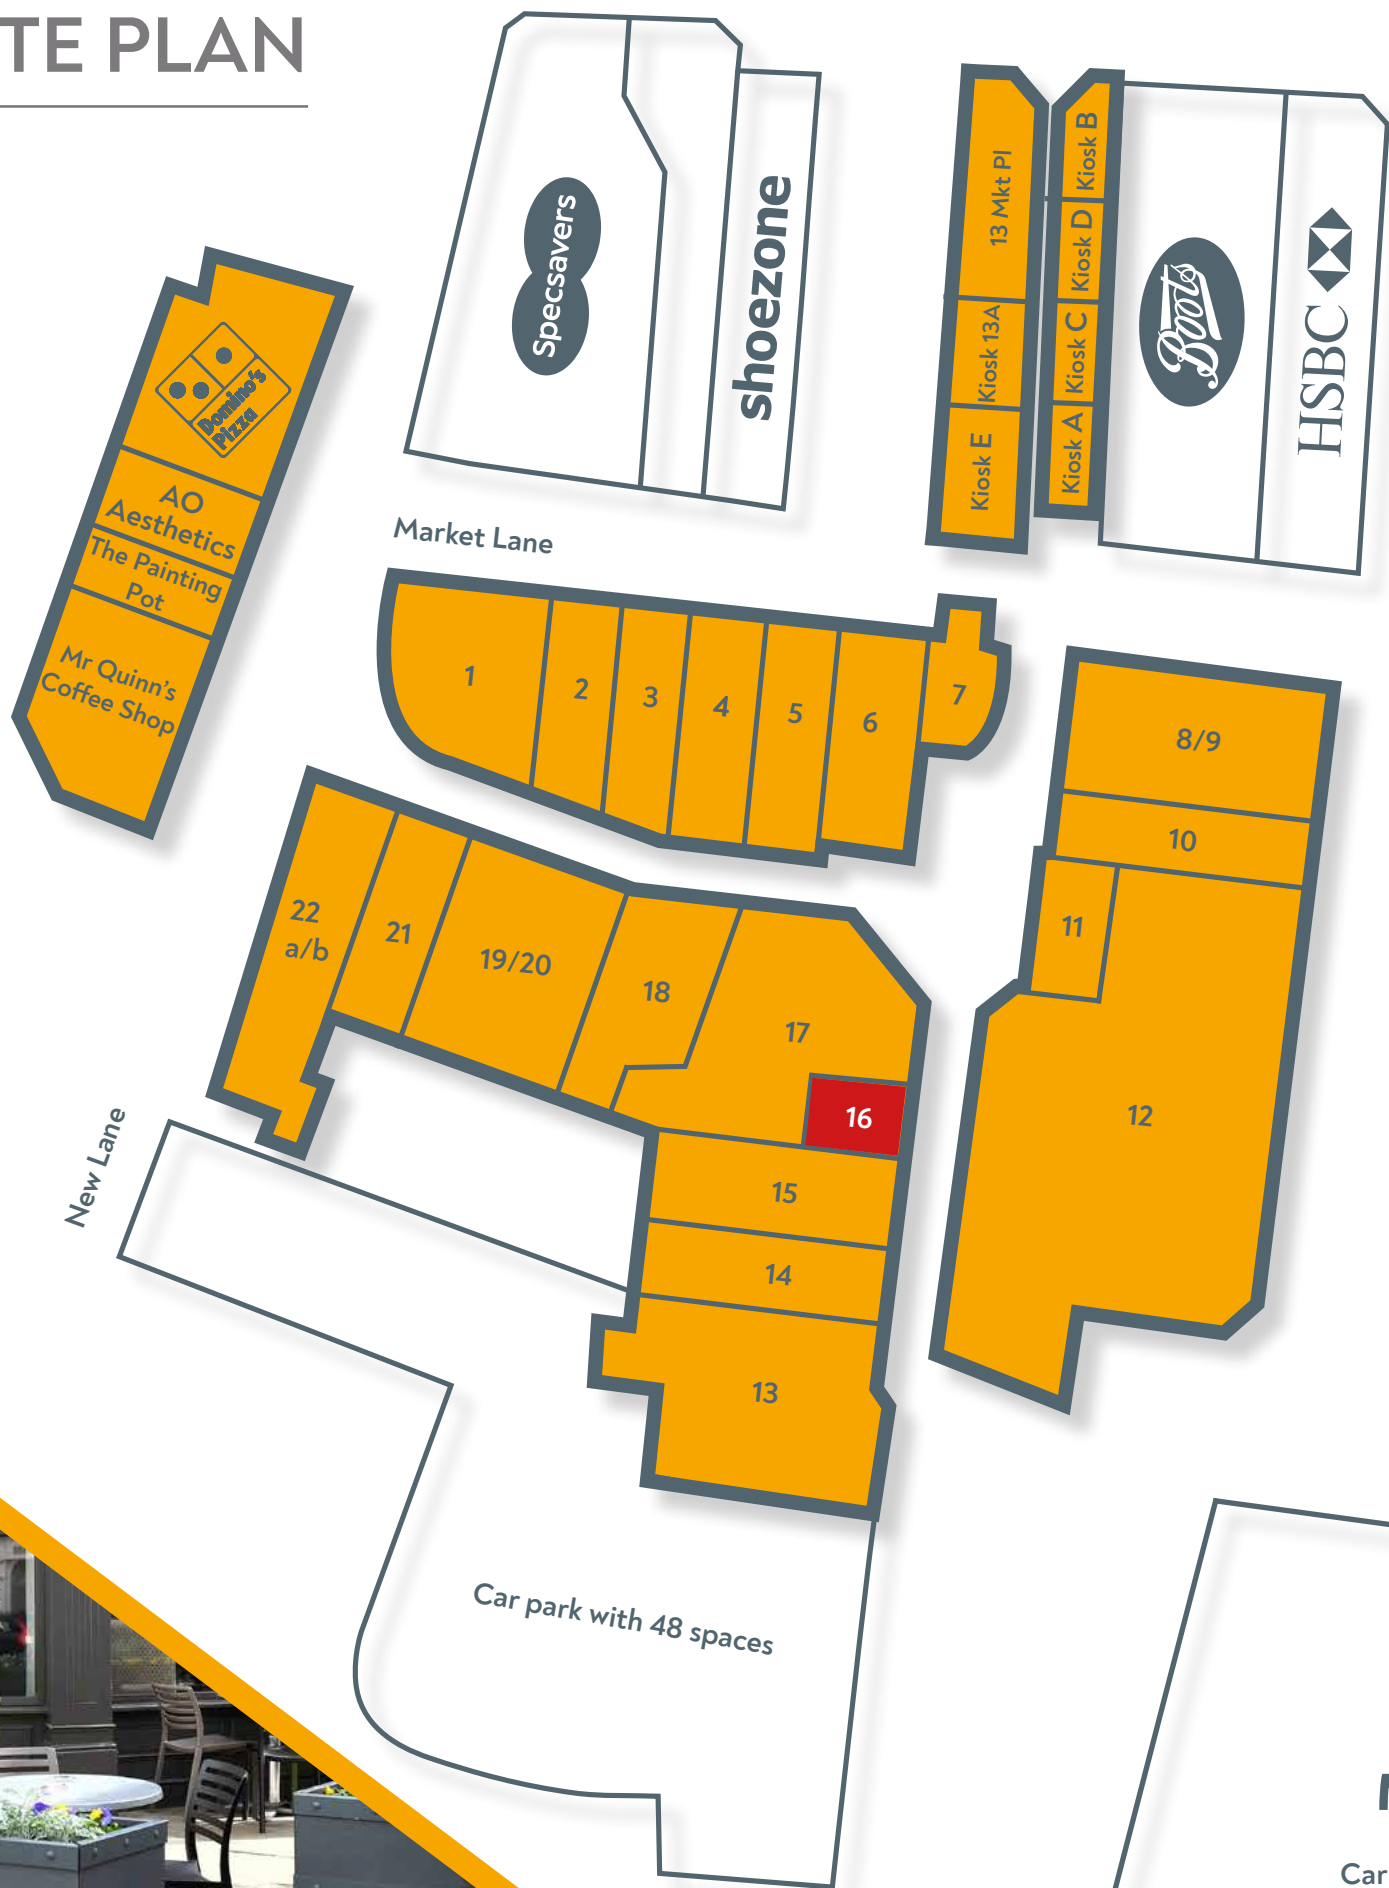 TE PLAN
Specsavers
shoezone
13 Mkt Pl
Kiosk 13A
Kiosk E
Kiosk B
Kiosk D
Kiosk C
Kiosk A
Boots
HSBC
Domino's
Pizza
AO
Aesthetics
The Painting
Pot
Mr Quinn's
Coffee Shop
Market Lane
1
2
3
4
5
6
7
8/9
10
11
12
22
a/b
21
19/20
18
17
16
15
14
13
New Lane
Car park with 48 spaces
Car